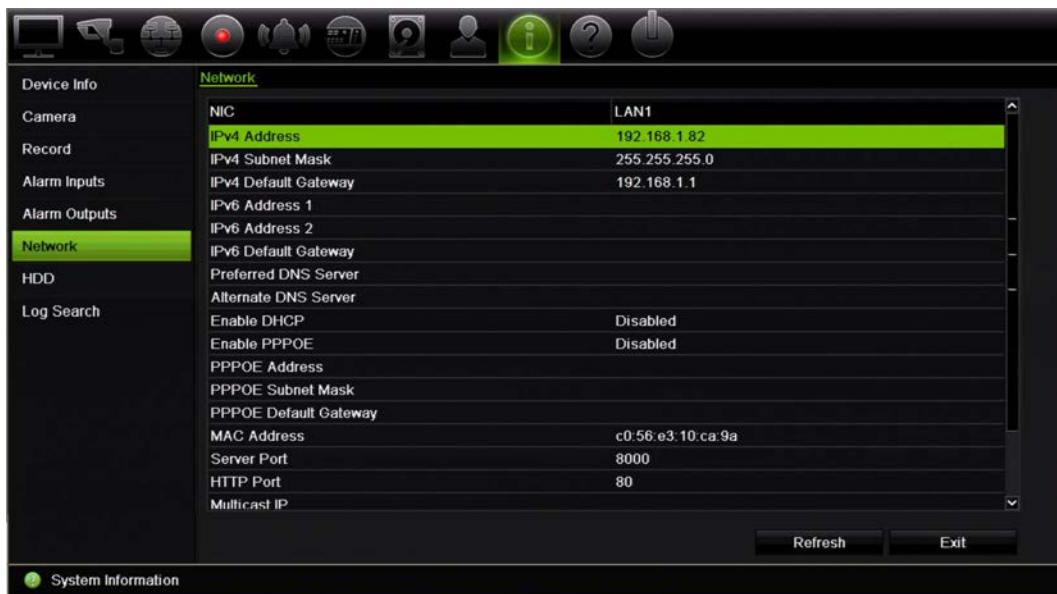 Device Info
Camera
Record
Alarm Inputs
Alarm Outputs
Network
HDD
Log Search
Network
NIC LAN1
IPv4 Address 192.168.1.82
IPv4 Subnet Mask 255.255.255.0
IPv4 Default Gateway 192.168.1.1
IPv6 Address 1
IPv6 Address 2
IPv6 Default Gateway
Preferred DNS Server
Alternate DNS Server
Enable DHCP Disabled
Enable PPPOE Disabled
PPPOE Address
PPPOE Subnet Mask
PPPOE Default Gateway
MAC Address c0:56:e3:10:ca:9a
Server Port 8000
HTTP Port 80
Multicast IP
Refresh Exit
System Information